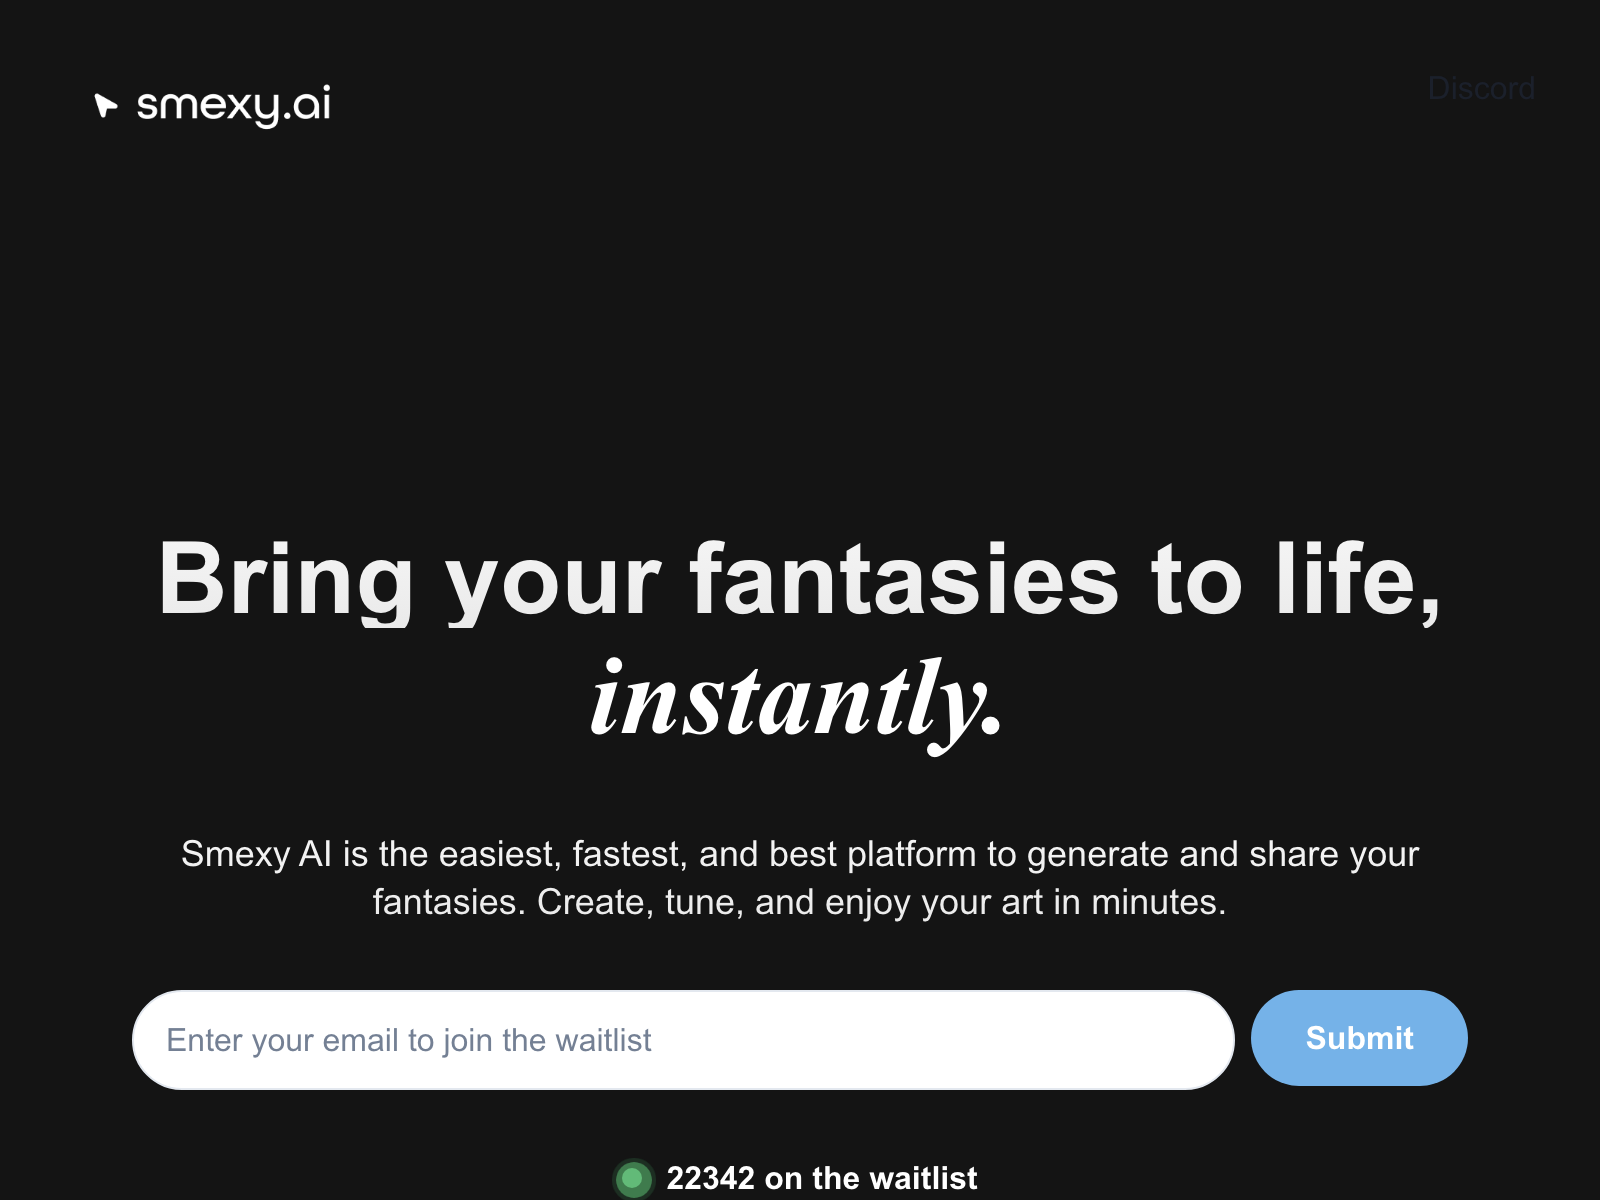 smexy.ai
Discord
Bring your fantasies to life,
instantly.
Smexy AI is the easiest, fastest, and best platform to generate and share your
fantasies. Create, tune, and enjoy your art in minutes.
Enter your email to join the waitlist
Submit
22342 on the waitlist